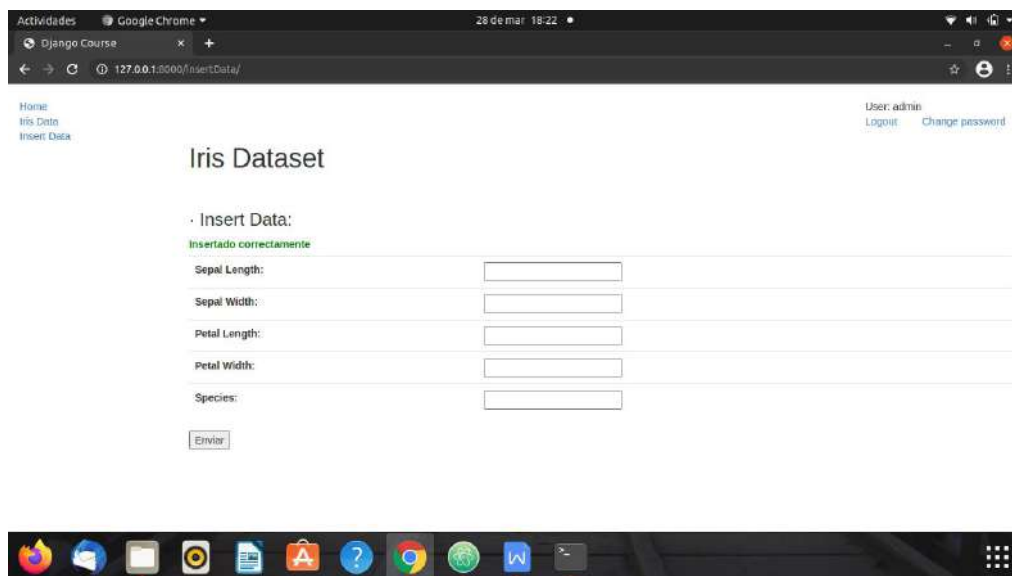 Actividades Google Chrome 28 de mar 18:22
Django Course
127.0.0.1:8000/insertData/
Home
Iris Data
Insert Data
User: admin
Logout Change password
Iris Dataset
· Insert Data:
Insertado correctamente
Sepal Length:
Sepal Width:
Petal Length:
Petal Width:
Species:
Enviar